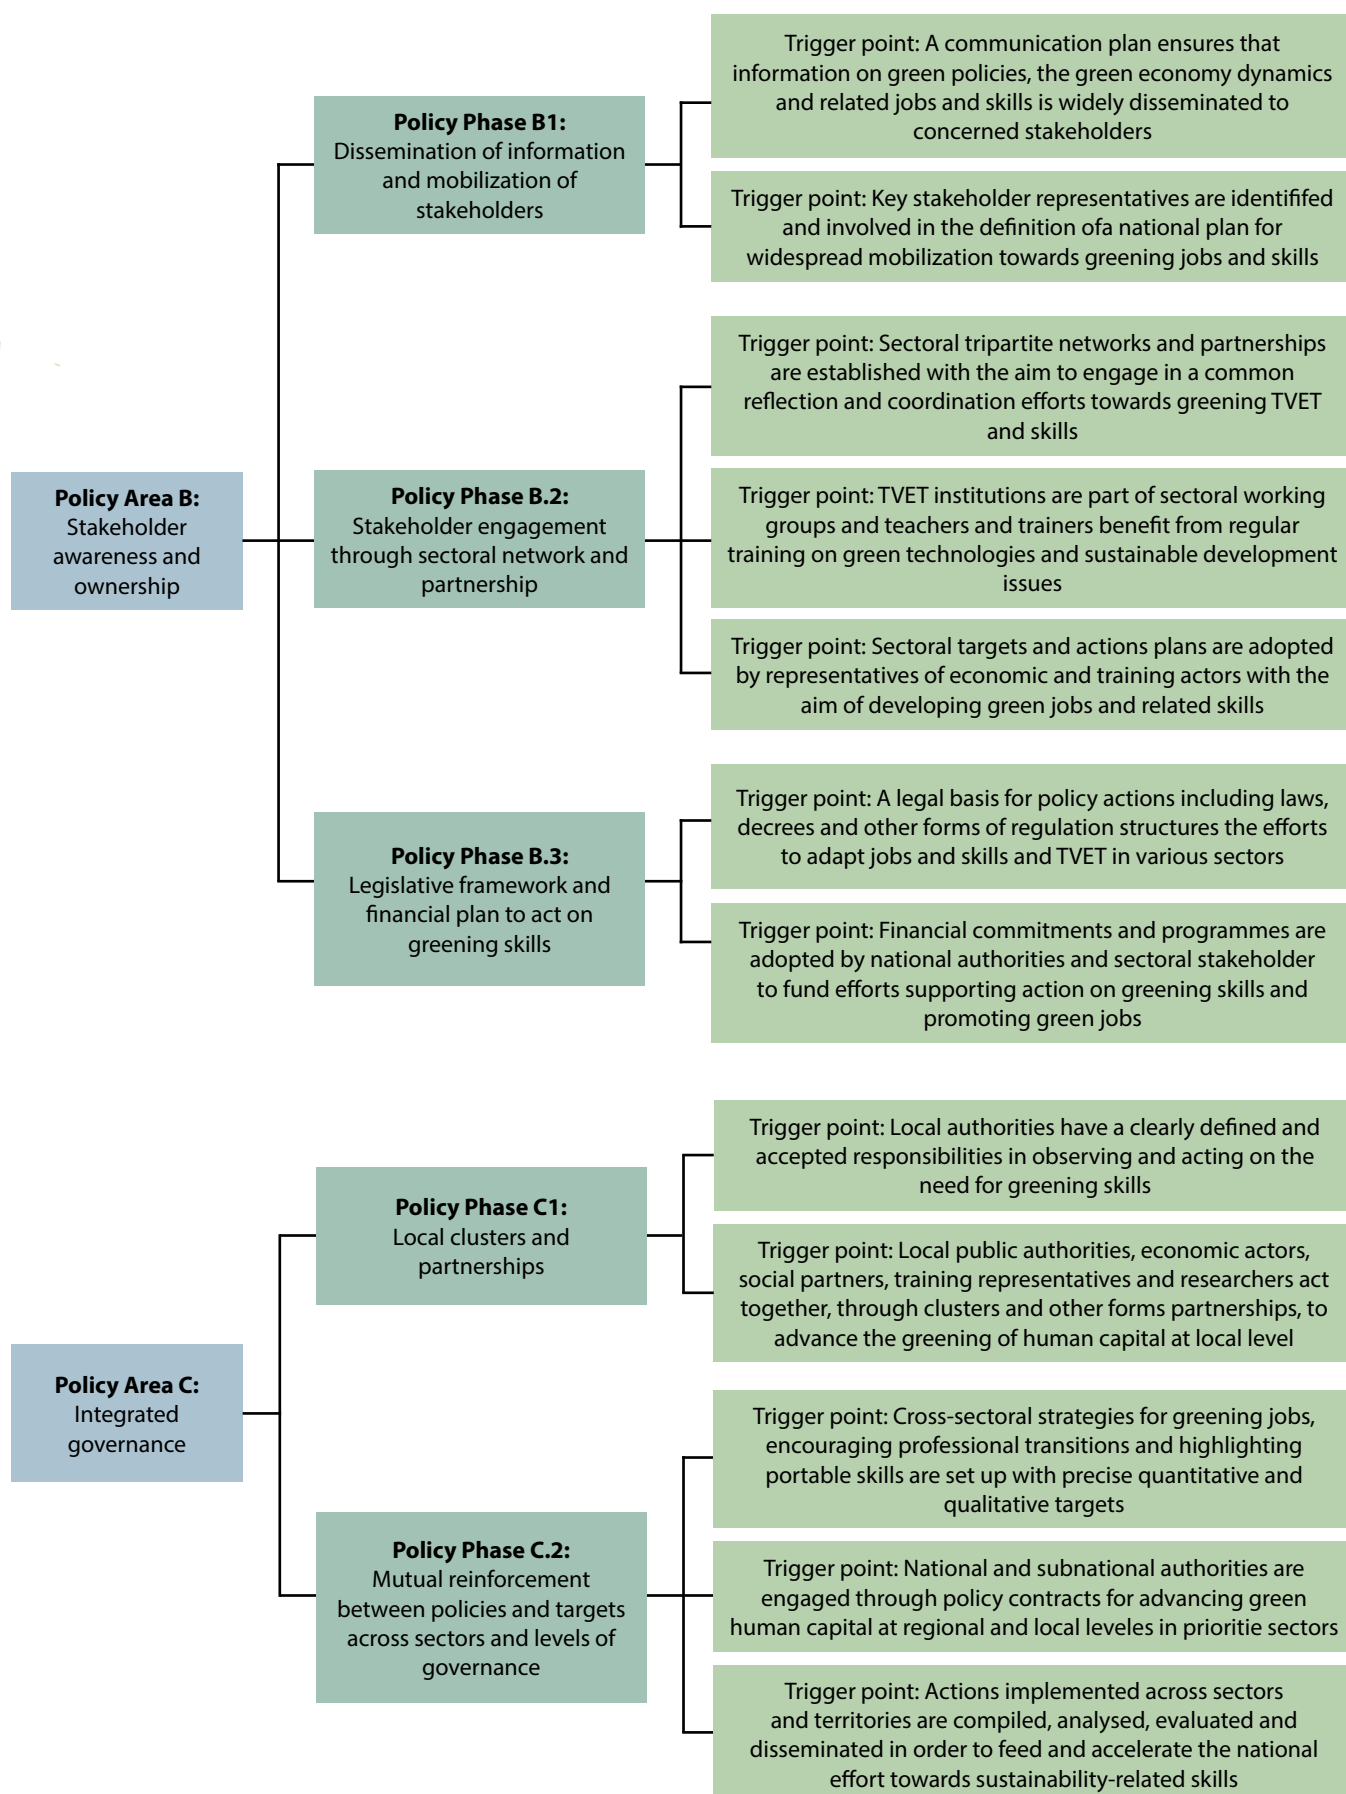 Policy Area B:
Stakeholder
awareness and
ownership
Policy Phase B1:
Dissemination of information
and mobilization of
stakeholders
Trigger point: A communication plan ensures that
information on green policies, the green economy dynamics
and related jobs and skills is widely disseminated to
concerned stakeholders
Trigger point: Key stakeholder representatives are identififed
and involved in the definition ofa national plan for
widespread mobilization towards greening jobs and skills
Policy Phase B.2:
Stakeholder engagement
through sectoral network and
partnership
Trigger point: Sectoral tripartite networks and partnerships
are established with the aim to engage in a common
reflection and coordination efforts towards greening TVET
and skills
Trigger point: TVET institutions are part of sectoral working
groups and teachers and trainers benefit from regular
training on green technologies and sustainable development
issues
Trigger point: Sectoral targets and actions plans are adopted
by representatives of economic and training actors with the
aim of developing green jobs and related skills
Policy Phase B.3:
Legislative framework and
financial plan to act on
greening skills
Trigger point: A legal basis for policy actions including laws,
decrees and other forms of regulation structures the efforts
to adapt jobs and skills and TVET in various sectors
Trigger point: Financial commitments and programmes are
adopted by national authorities and sectoral stakeholder
to fund efforts supporting action on greening skills and
promoting green jobs
Policy Area C:
Integrated
governance
Policy Phase C1:
Local clusters and
partnerships
Trigger point: Local authorities have a clearly defined and
accepted responsibilities in observing and acting on the
need for greening skills
Trigger point: Local public authorities, economic actors,
social partners, training representatives and researchers act
together, through clusters and other forms partnerships, to
advance the greening of human capital at local level
Policy Phase C.2:
Mutual reinforcement
between policies and targets
across sectors and levels of
governance
Trigger point: Cross-sectoral strategies for greening jobs,
encouraging professional transitions and highlighting
portable skills are set up with precise quantitative and
qualitative targets
Trigger point: National and subnational authorities are
engaged through policy contracts for advancing green
human capital at regional and local leveles in prioritie sectors
Trigger point: Actions implemented across sectors
and territories are compiled, analysed, evaluated and
disseminated in order to feed and accelerate the national
effort towards sustainability-related skills